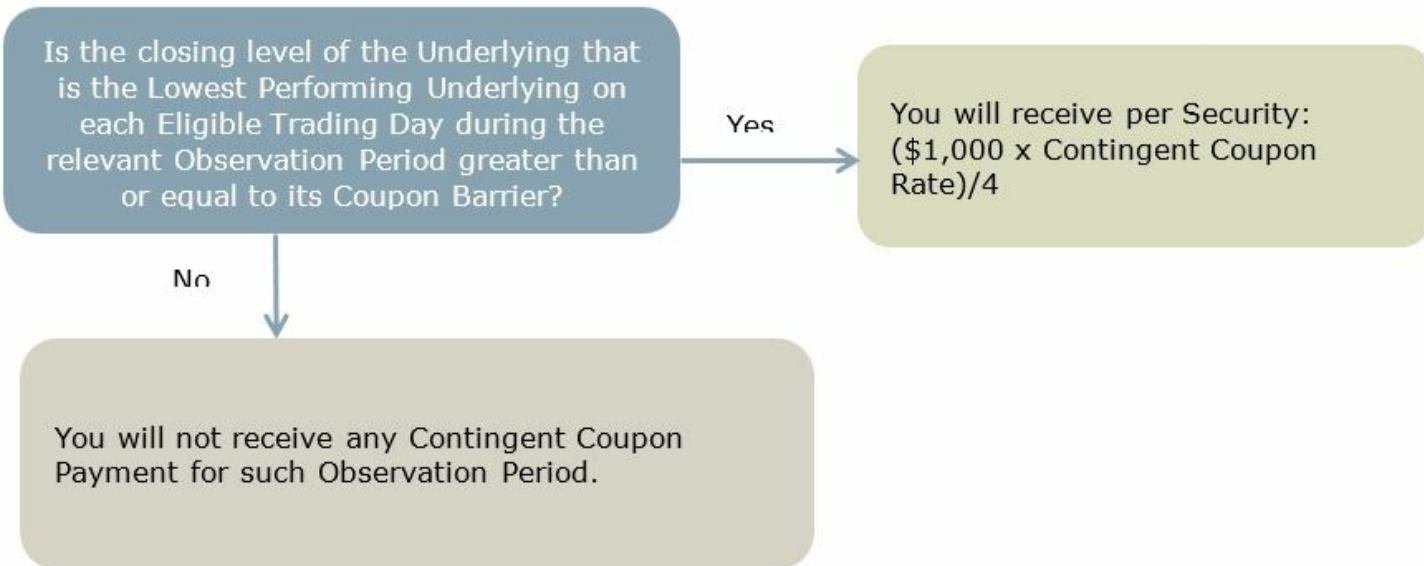 Is the closing level of the Underlying that
is the Lowest Performing Underlying on
each Eligible Trading Day during the
relevant Observation Period greater than
or equal to its Coupon Barrier?
Yes
You will receive per Security:
($1,000 x Contingent Coupon
Rate)/4
No
You will not receive any Contingent Coupon
Payment for such Observation Period.